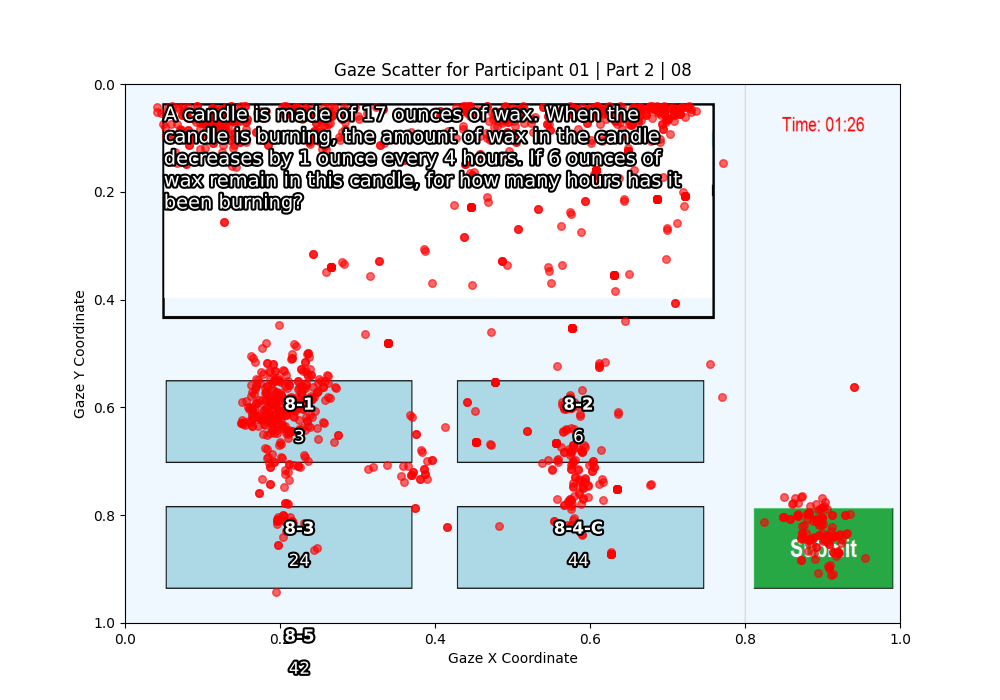 Gaze Scatter for Participant 01 | Part 2 | 08
A candle is made of 17 ounces of wax. When the
candle is burning, the amount of wax in the candle
decreases by 1 ounce every 4 hours. If 6 ounces of
wax remain in this candle, for how many hours has it
been burning?
Time: 01:26
0.0
0.2
0.4
0.6
0.8
1.0
Gaze Y Coordinate
8-1
3
8-2
6
8-3
24
8-4-C
44
Submit
0.0
0.2
0.4
0.6
0.8
1.0
8-5
42
Gaze X Coordinate